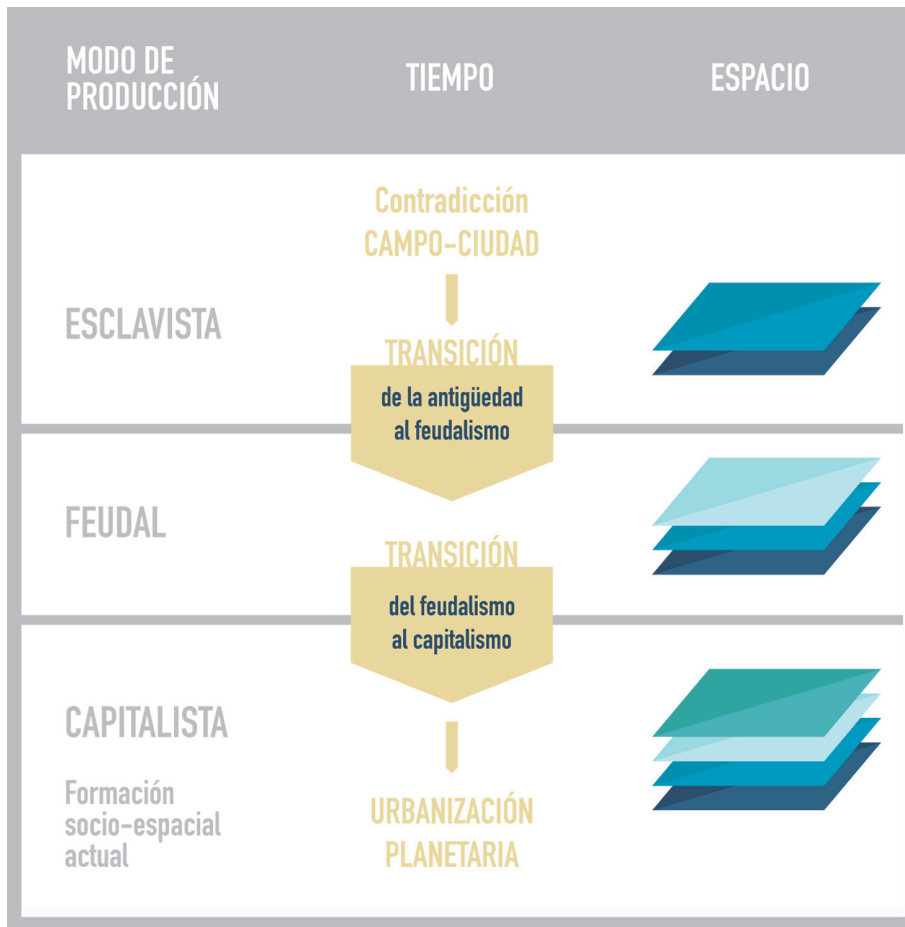 MODO DE
PRODUCCIÓN
TIEMPO
ESPACIO
Contradicción
CAMPO-CIUDAD
ESCLAVISTA
TRANSICIÓN
de la antigüedad
al feudalismo
FEUDAL
TRANSICIÓN
del feudalismo
al capitalismo
CAPITALISTA
Formación
socio-espacial
actual
URBANIZACIÓN
PLANETARIA